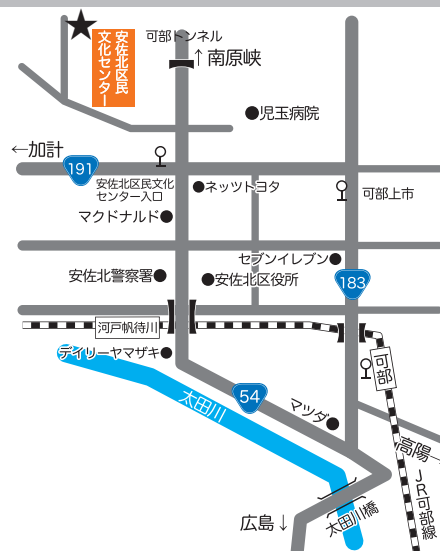 可部トンネル
安佐北区民
文化センター
↑南原峡
児玉病院
←加計
191
安佐北区民文化
センター入口
ネッツトヨタ
可部上市
マクドナルド
セブンイレブン
安佐北警察署
安佐北区役所
183
河戸帆待川
デイリーヤマザキ
可部
54
太田川
マツダ
高陽→
JR可部線
広島↓
太田川橋